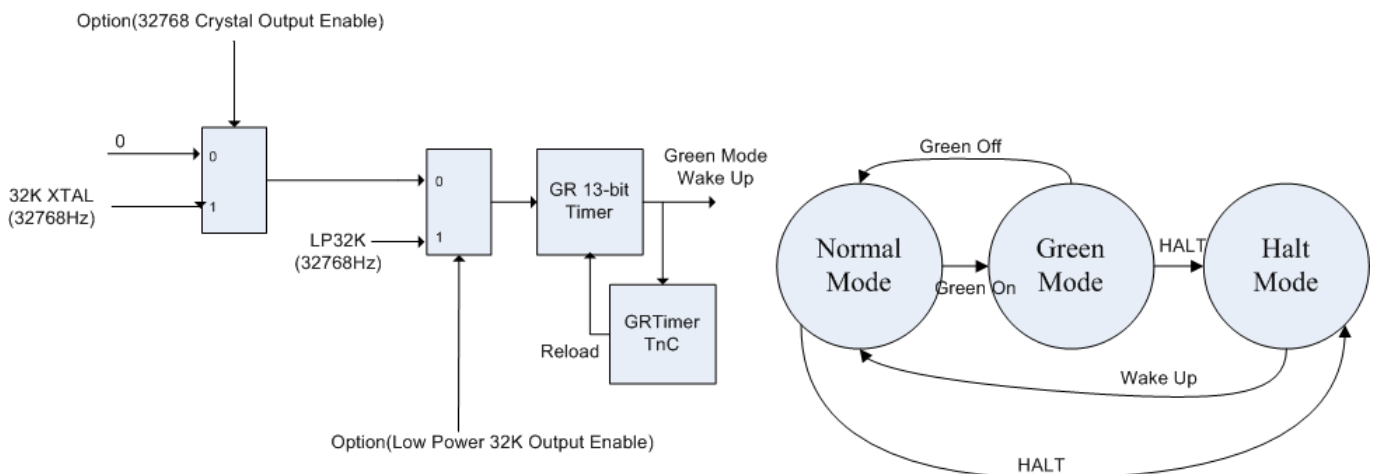 Option(32768 Crystal Output Enable)
0
0
32K XTAL
(32768Hz)
1
0
1
LP32K
(32768Hz)
GR 13-bit
Timer
Green Mode
Wake Up
GRTimer
TnC
Reload
Option(Low Power 32K Output Enable)
Green Off
Normal
Mode
Green On
Green
Mode
HALT
Halt
Mode
Wake Up
HALT